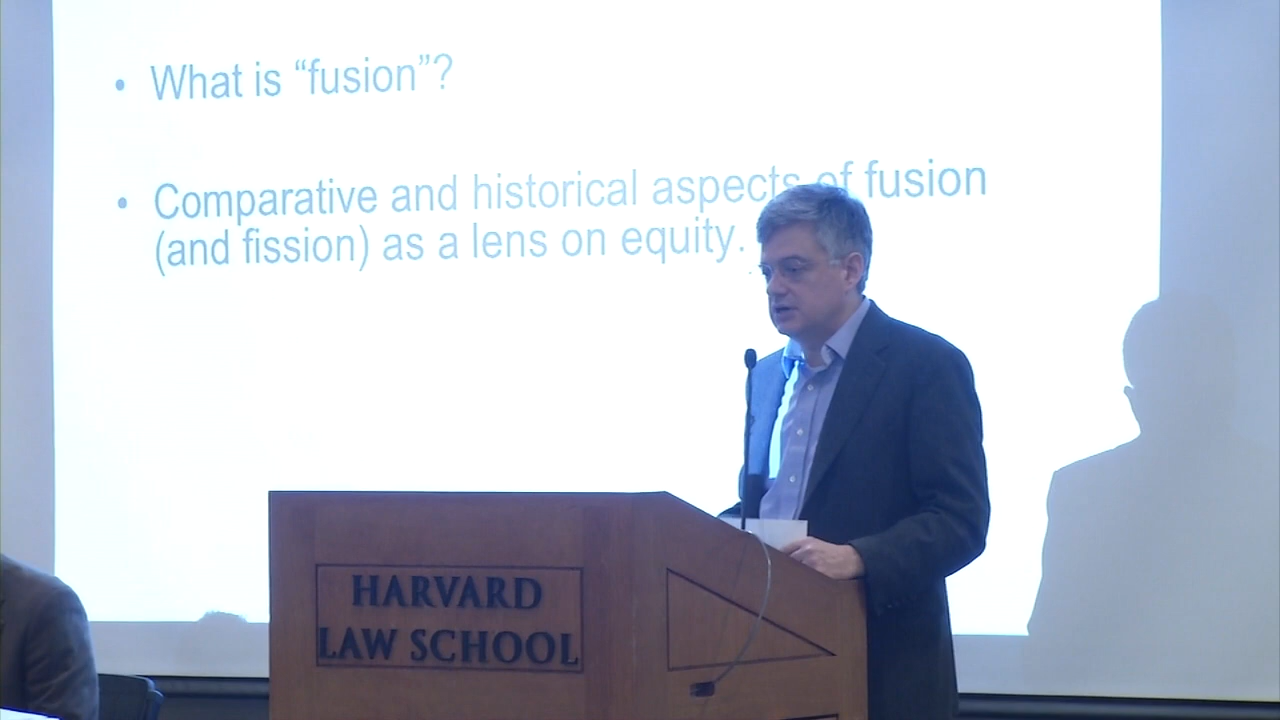 • What is “fusion”?
• Comparative and historical aspects of fusion
(and fission) as a lens on equity.
HARVARD
LAW SCHOOL